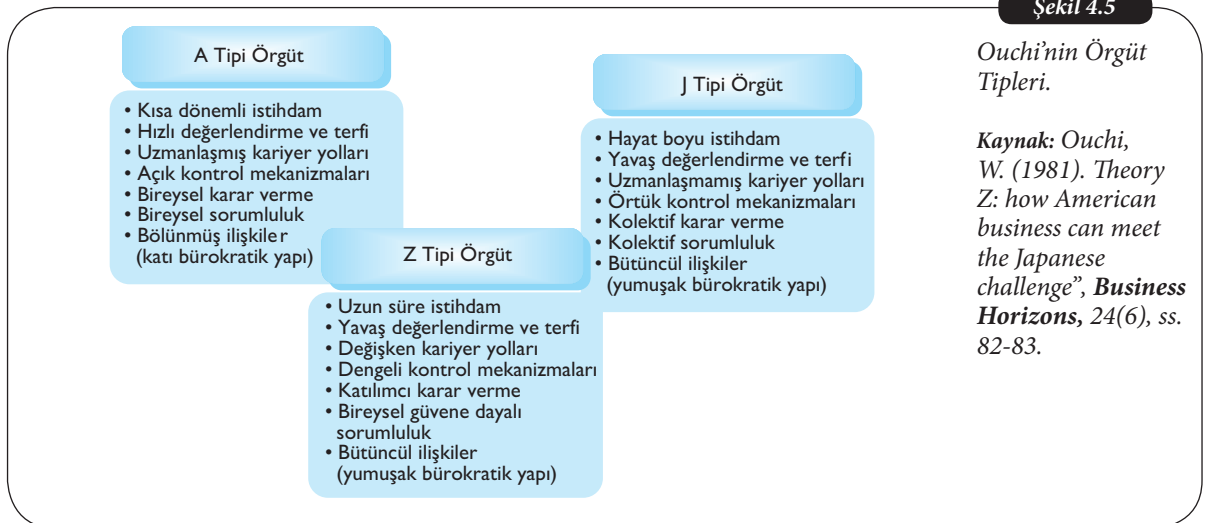 Şekil 4.5
Ouchi'nin Örgüt
Tipleri.
Kaynak: Ouchi,
W. (1981). Theory
Z: how American
business can meet
the Japanese
challenge”, Business
Horizons, 24(6), ss.
82-83.
A Tipi Örgüt
• Kısa dönemli istihdam
• Hızlı değerlendirme ve terfi
• Uzmanlaşmış kariyer yolları
• Açık kontrol mekanizmaları
• Bireysel karar verme
• Bireysel sorumluluk
• Bölünmüş ilişkiler
(katı bürokratik yapı)
Z Tipi Örgüt
• Uzun süre istihdam
• Yavaş değerlendirme ve terfi
• Değişken kariyer yolları
• Dengeli kontrol mekanizmaları
• Katılımcı karar verme
• Bireysel güvene dayalı
sorumluluk
• Bütüncül ilişkiler
(yumuşak bürokratik yapı)
J Tipi Örgüt
• Hayat boyu istihdam
• Yavaş değerlendirme ve terfi
• Uzmanlaşmamış kariyer yolları
• Örtük kontrol mekanizmaları
• Kolektif karar verme
• Kolektif sorumluluk
• Bütüncül ilişkiler
(yumuşak bürokratik yapı)